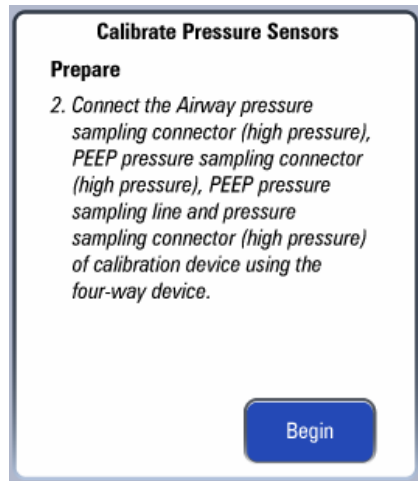 Calibrate Pressure Sensors
Prepare
2. Connect the Airway pressure
sampling connector (high pressure),
PEEP pressure sampling connector
(high pressure), PEEP pressure
sampling line and pressure
sampling connector (high pressure)
of calibration device using the
four-way device.
Begin